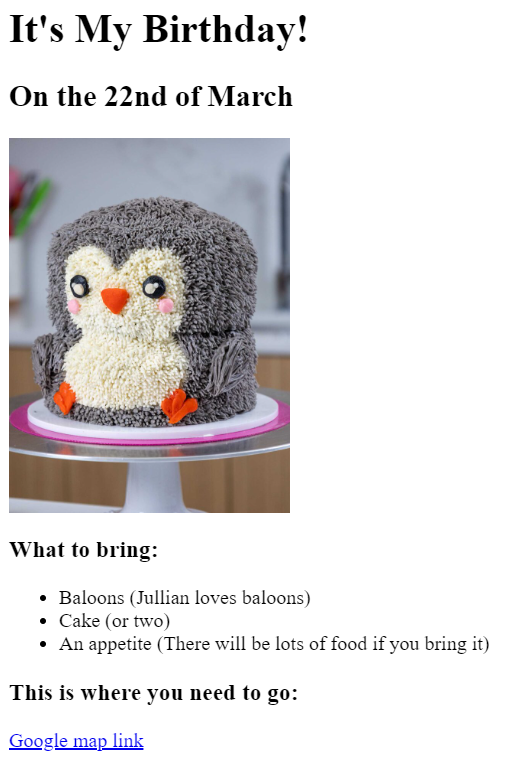 It's My Birthday!
On the 22nd of March
What to bring:
Baloons (Jullian loves baloons)
Cake (or two)
An appetite (There will be lots of food if you bring it)
This is where you need to go:
Google map link